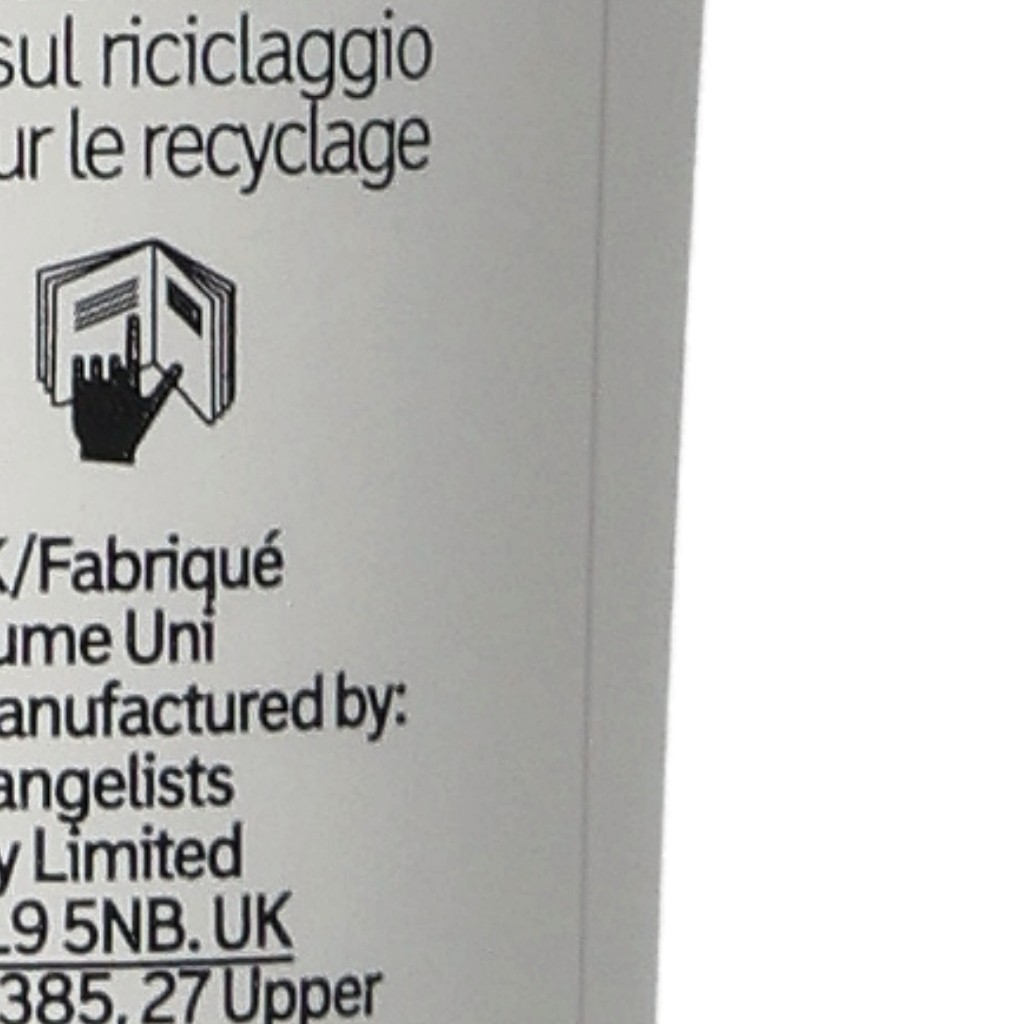 sul riciclaggio
ur le recyclage
K/Fabriqué
ume Uni
anufactured by:
angelists
y Limited
L9 5NB. UK
385, 27 Upper